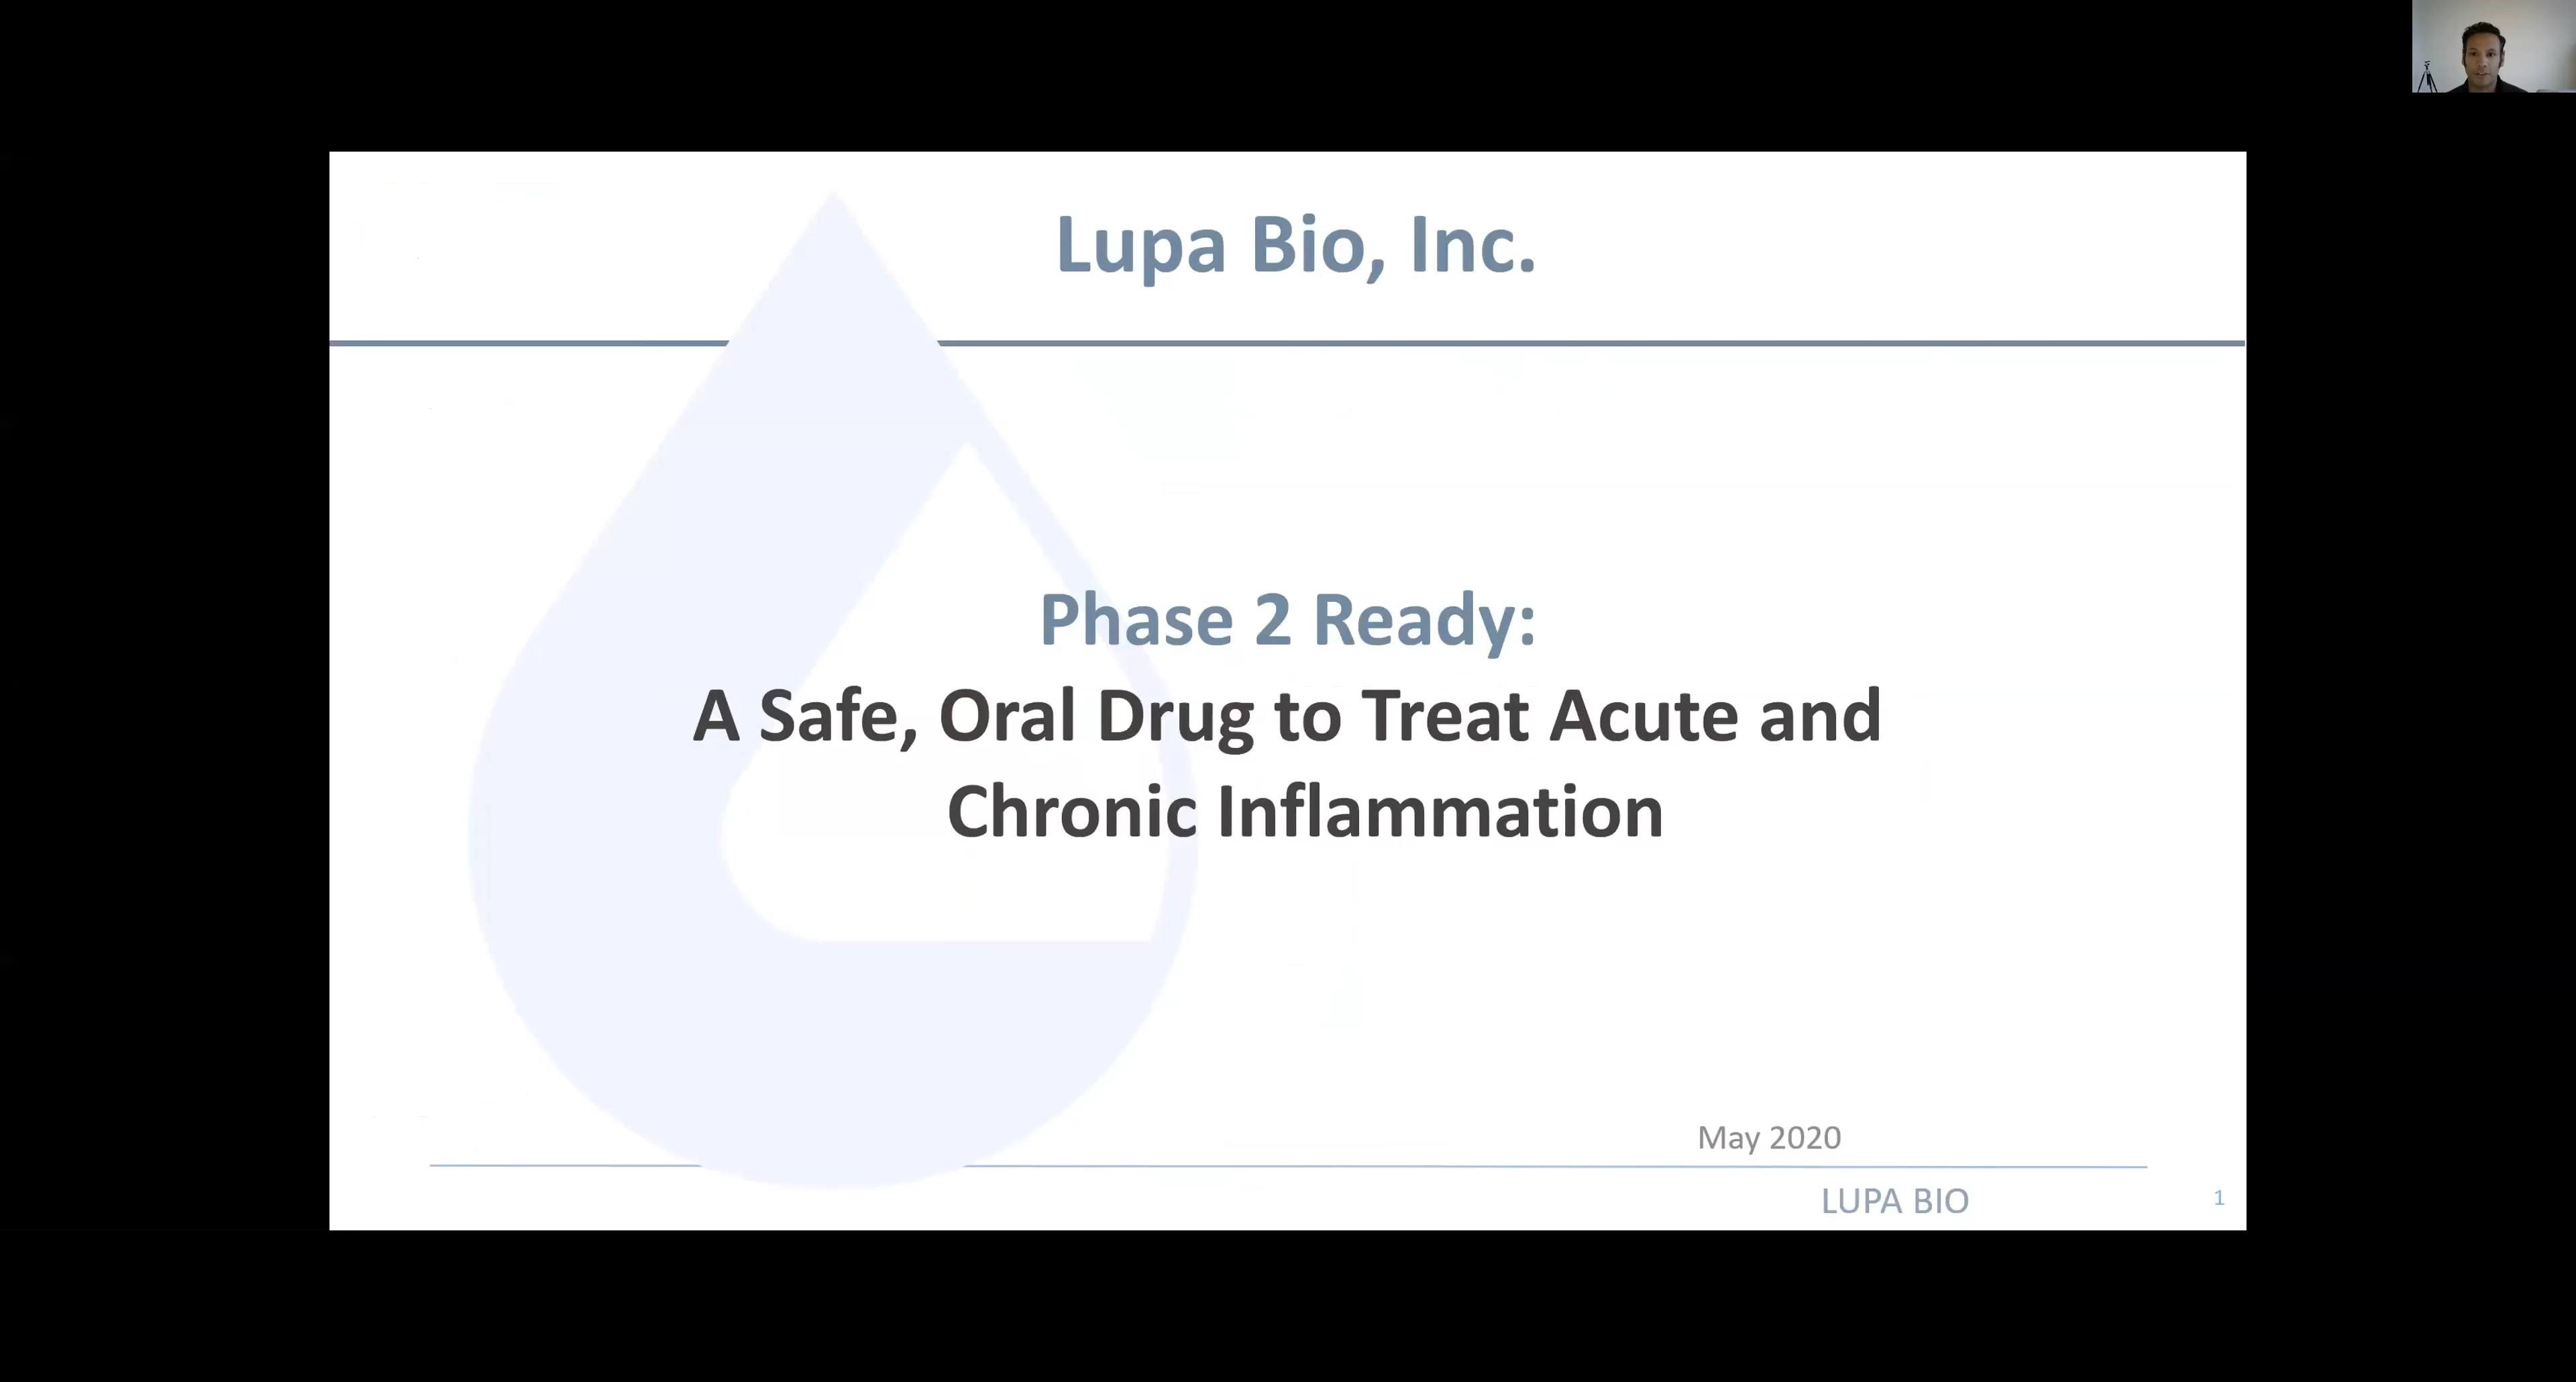 Lupa Bio, Inc.
Phase 2 Ready:
A Safe, Oral Drug to Treat Acute and
Chronic Inflammation
May 2020
LUPA BIO
1